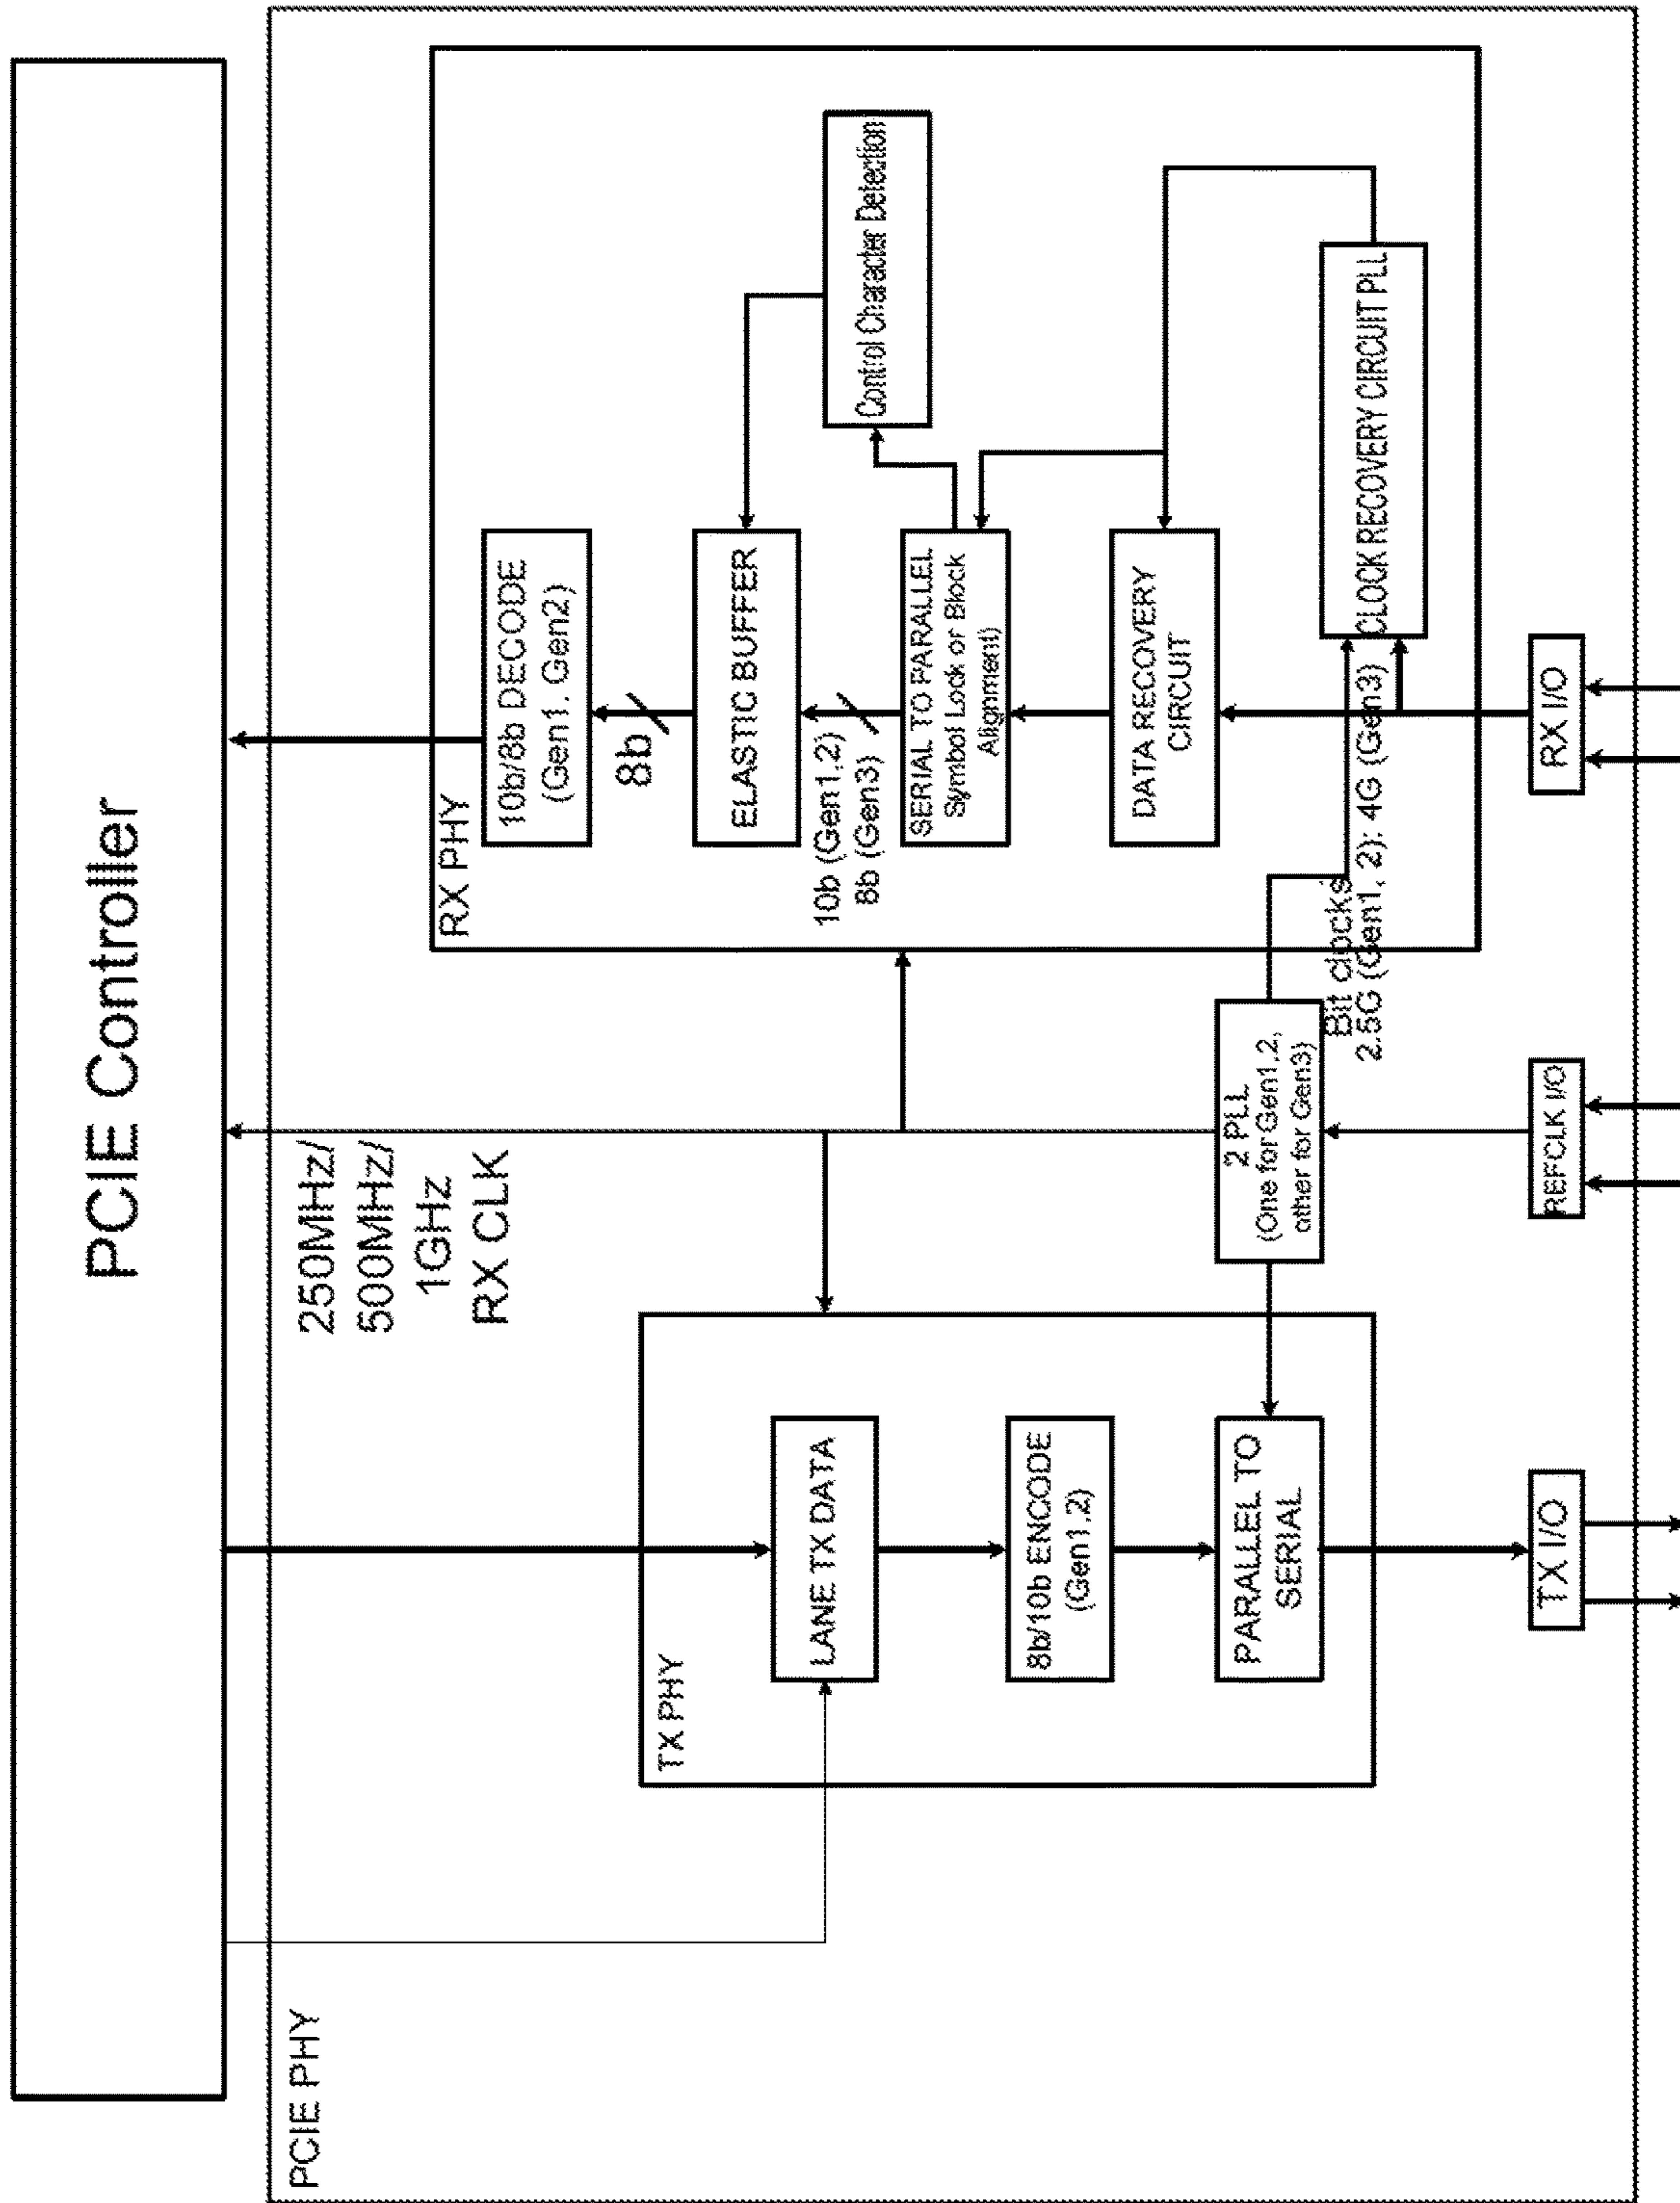 PCIE Controller
PCIE PHY
250MHz/
500MHz/
1GHz
RX CLK
TX PHY
LANE TX DATA
8b/10b ENCODE
(Gen1,2)
PARALLEL TO
SERIAL
TX I/O
2 PLL
(One for Gen1,2,
other for Gen3)
REFCLK I/O
Bit clocks
2.5G (Gen1, 2): 4G (Gen3)
RX PHY
10b/8b DECODE
(Gen1, Gen2)
8b
ELASTIC BUFFER
10b (Gen1,2)
8b (Gen3)
SERIAL TO PARALLEL
Symbol Lock or Block
Alignment)
Control Character Detection
DATA RECOVERY
CIRCUIT
CLOCK RECOVERY CIRCUIT PLL
RX I/O